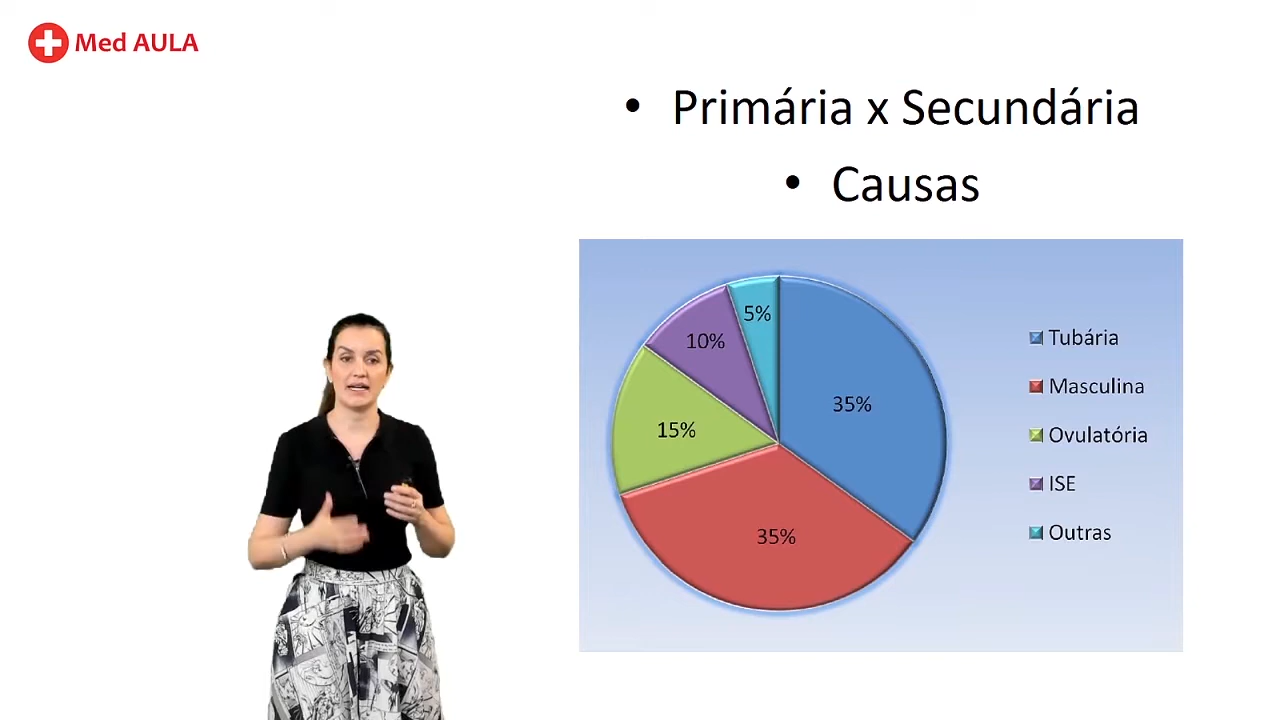 Med AULA
• Primária x Secundária
• Causas
5%
10%
35%
15%
35%
Tubária
Masculina
Ovulatória
ISE
Outras